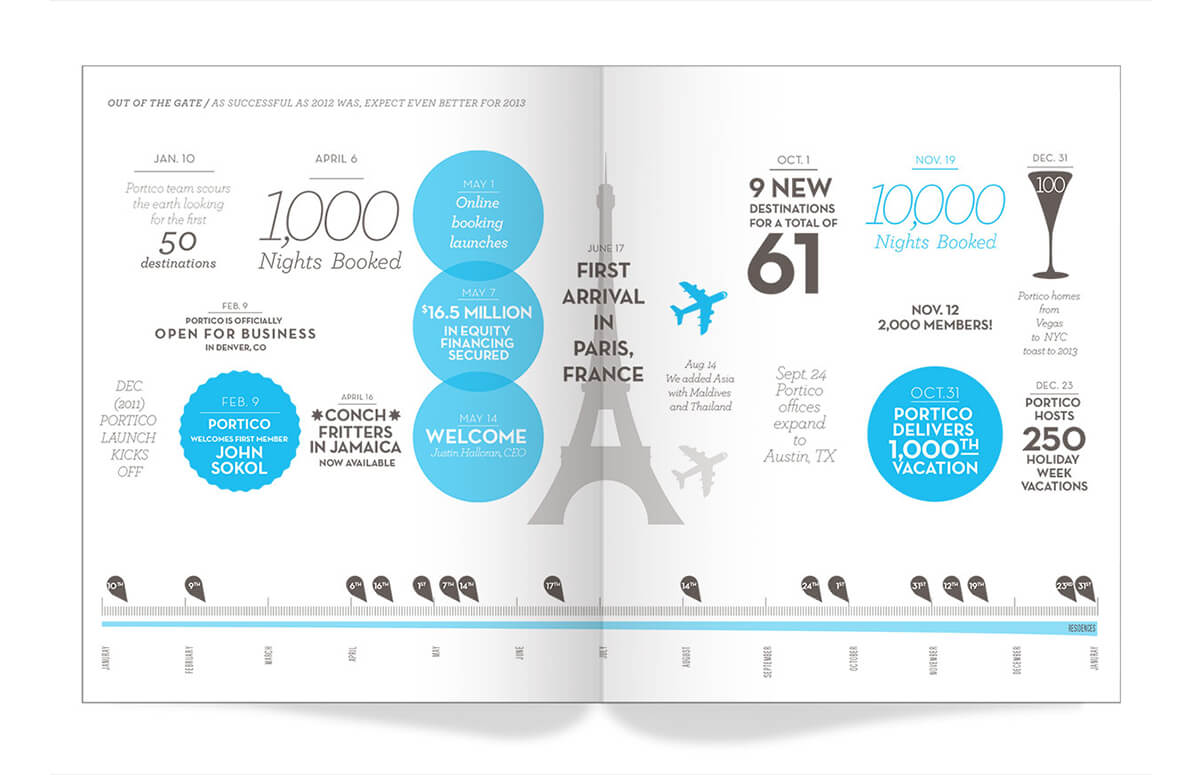 OUT OF THE GATE / AS SUCCESSFUL AS 2012 WAS, EXPECT EVEN BETTER FOR 2013
DEC.
(2011)
PORTICO
LAUNCH
KICKS
OFF
JAN. 10
Portico team scours
the earth looking
for the first
50
destinations
FEB. 9
PORTICO IS OFFICIALLY
OPEN FOR BUSINESS
IN DENVER, CO
FEB. 9
PORTICO
WELCOMES FIRST MEMBER
JOHN
SOKOL
APRIL 6
1,000
Nights Booked
APRIL 16
*CONCH*
FRITTERS
IN JAMAICA
NOW AVAILABLE
MAY 1
Online
booking
launches
MAY 7
$16.5 MILLION
IN EQUITY
FINANCING
SECURED
MAY 14
WELCOME
Justin Halloran, CEO
JUNE 17
FIRST
ARRIVAL
IN
PARIS,
FRANCE
Aug 14
We added Asia
with Maldives
and Thailand
Sept. 24
Portico
offices
expand
to
Austin, TX
OCT. 1
9 NEW
DESTINATIONS
FOR A TOTAL OF
61
OCT.31
PORTICO
DELIVERS
1,000TH
VACATION
NOV. 19
10,000
Nights Booked
NOV. 12
2,000 MEMBERS!
DEC. 31
100
Portico homes
from
Vegas
to NYC
toast to 2013
DEC. 23
PORTICO
HOSTS
250
HOLIDAY
WEEK
VACATIONS
10TH
9TH
6TH
16TH
1ST
7TH
14TH
17TH
14TH
24TH
1ST
31ST
12TH
19TH
23RD
31ST
RESIDENCES
JANURAY
FEBRUARY
MARCH
APRIL
MAY
JUNE
JULY
AUGUST
SEPTEMBER
OCTOBER
NOVEMBER
DECEMBER
JANURAY